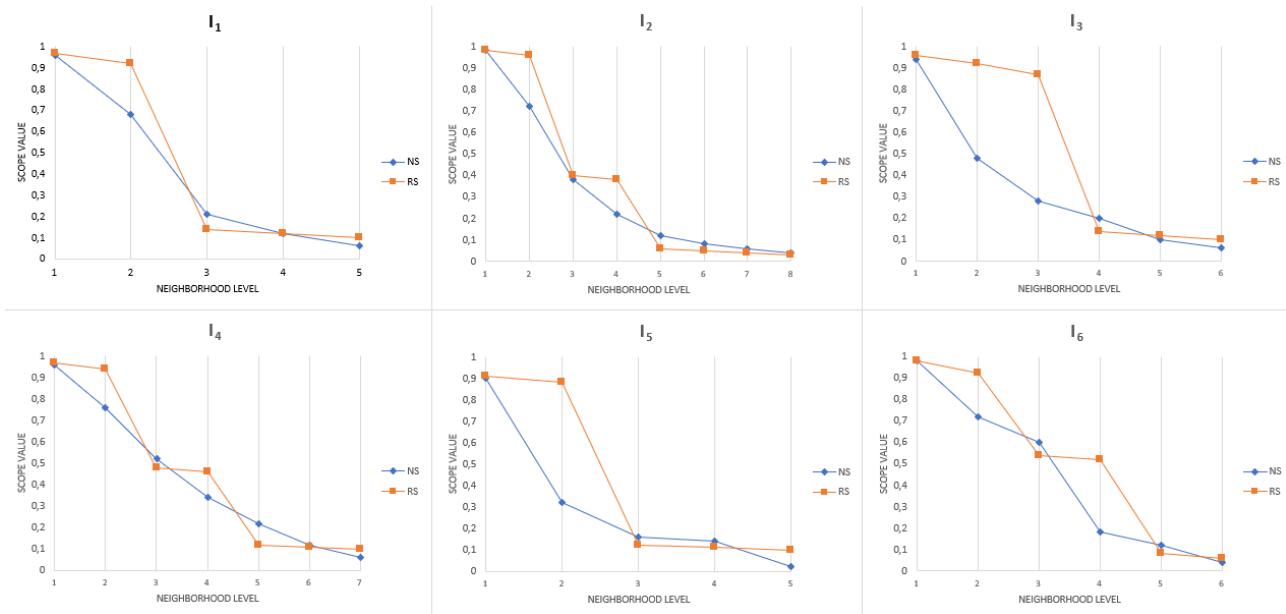 I1
1
0,9
0,8
0,7
0,6
0,5
0,4
0,3
0,2
0,1
0
SCOPE VALUE
1 2 3 4 5
NEIGHBORHOOD LEVEL
NS
RS
I2
1
0,9
0,8
0,7
0,6
0,5
0,4
0,3
0,2
0,1
0
SCOPE VALUE
1 2 3 4 5 6 7 8
NEIGHBORHOOD LEVEL
NS
RS
I3
1
0,9
0,8
0,7
0,6
0,5
0,4
0,3
0,2
0,1
0
SCOPE VALUE
1 2 3 4 5 6
NEIGHBORHOOD LEVEL
NS
RS
I4
1
0,9
0,8
0,7
0,6
0,5
0,4
0,3
0,2
0,1
0
SCOPE VALUE
1 2 3 4 5 6 7
NEIGHBORHOOD LEVEL
NS
RS
I5
1
0,9
0,8
0,7
0,6
0,5
0,4
0,3
0,2
0,1
0
SCOPE VALUE
1 2 3 4 5
NEIGHBORHOOD LEVEL
NS
RS
I6
1
0,9
0,8
0,7
0,6
0,5
0,4
0,3
0,2
0,1
0
SCOPE VALUE
1 2 3 4 5 6
NEIGHBORHOOD LEVEL
NS
RS